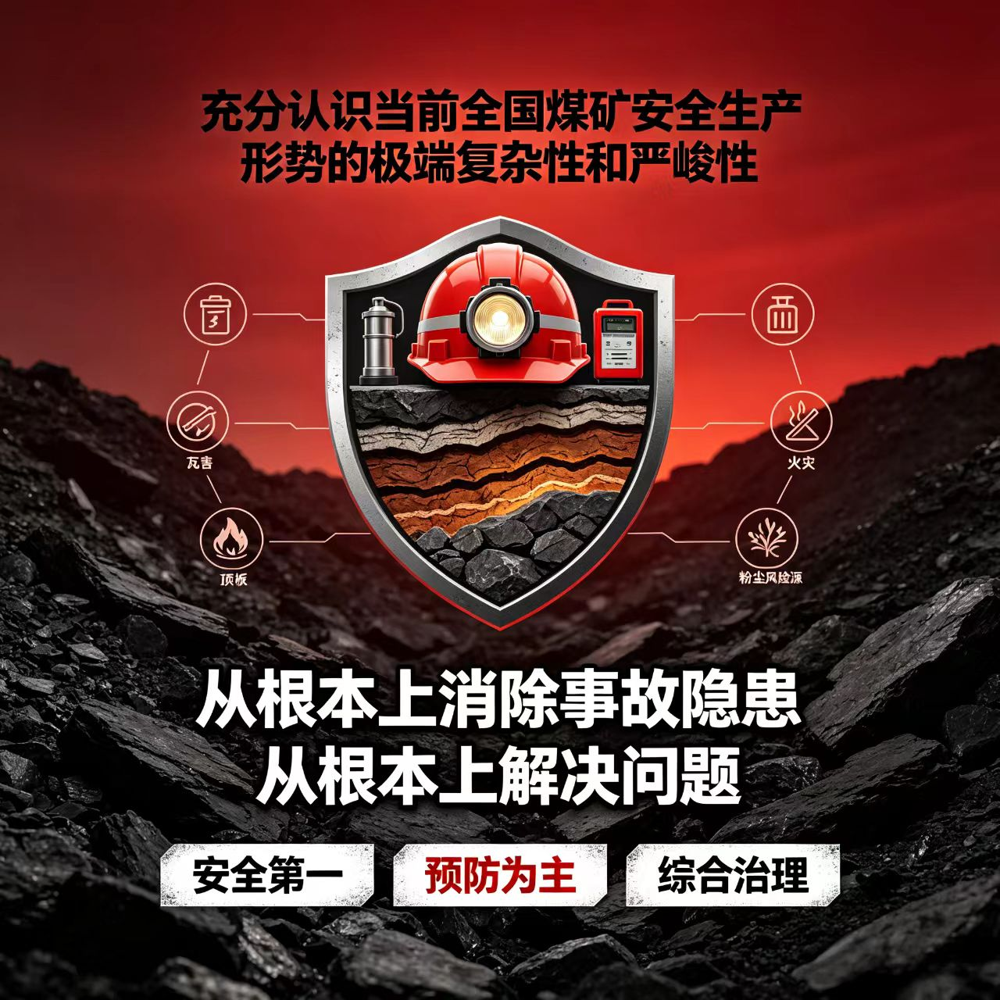 充分认识当前全国煤矿安全生产
形势的极端复杂性和严峻性
瓦害
火灾
顶板
粉尘风险源
从根本上消除事故隐患
从根本上解决问题
安全第一
预防为主
综合治理